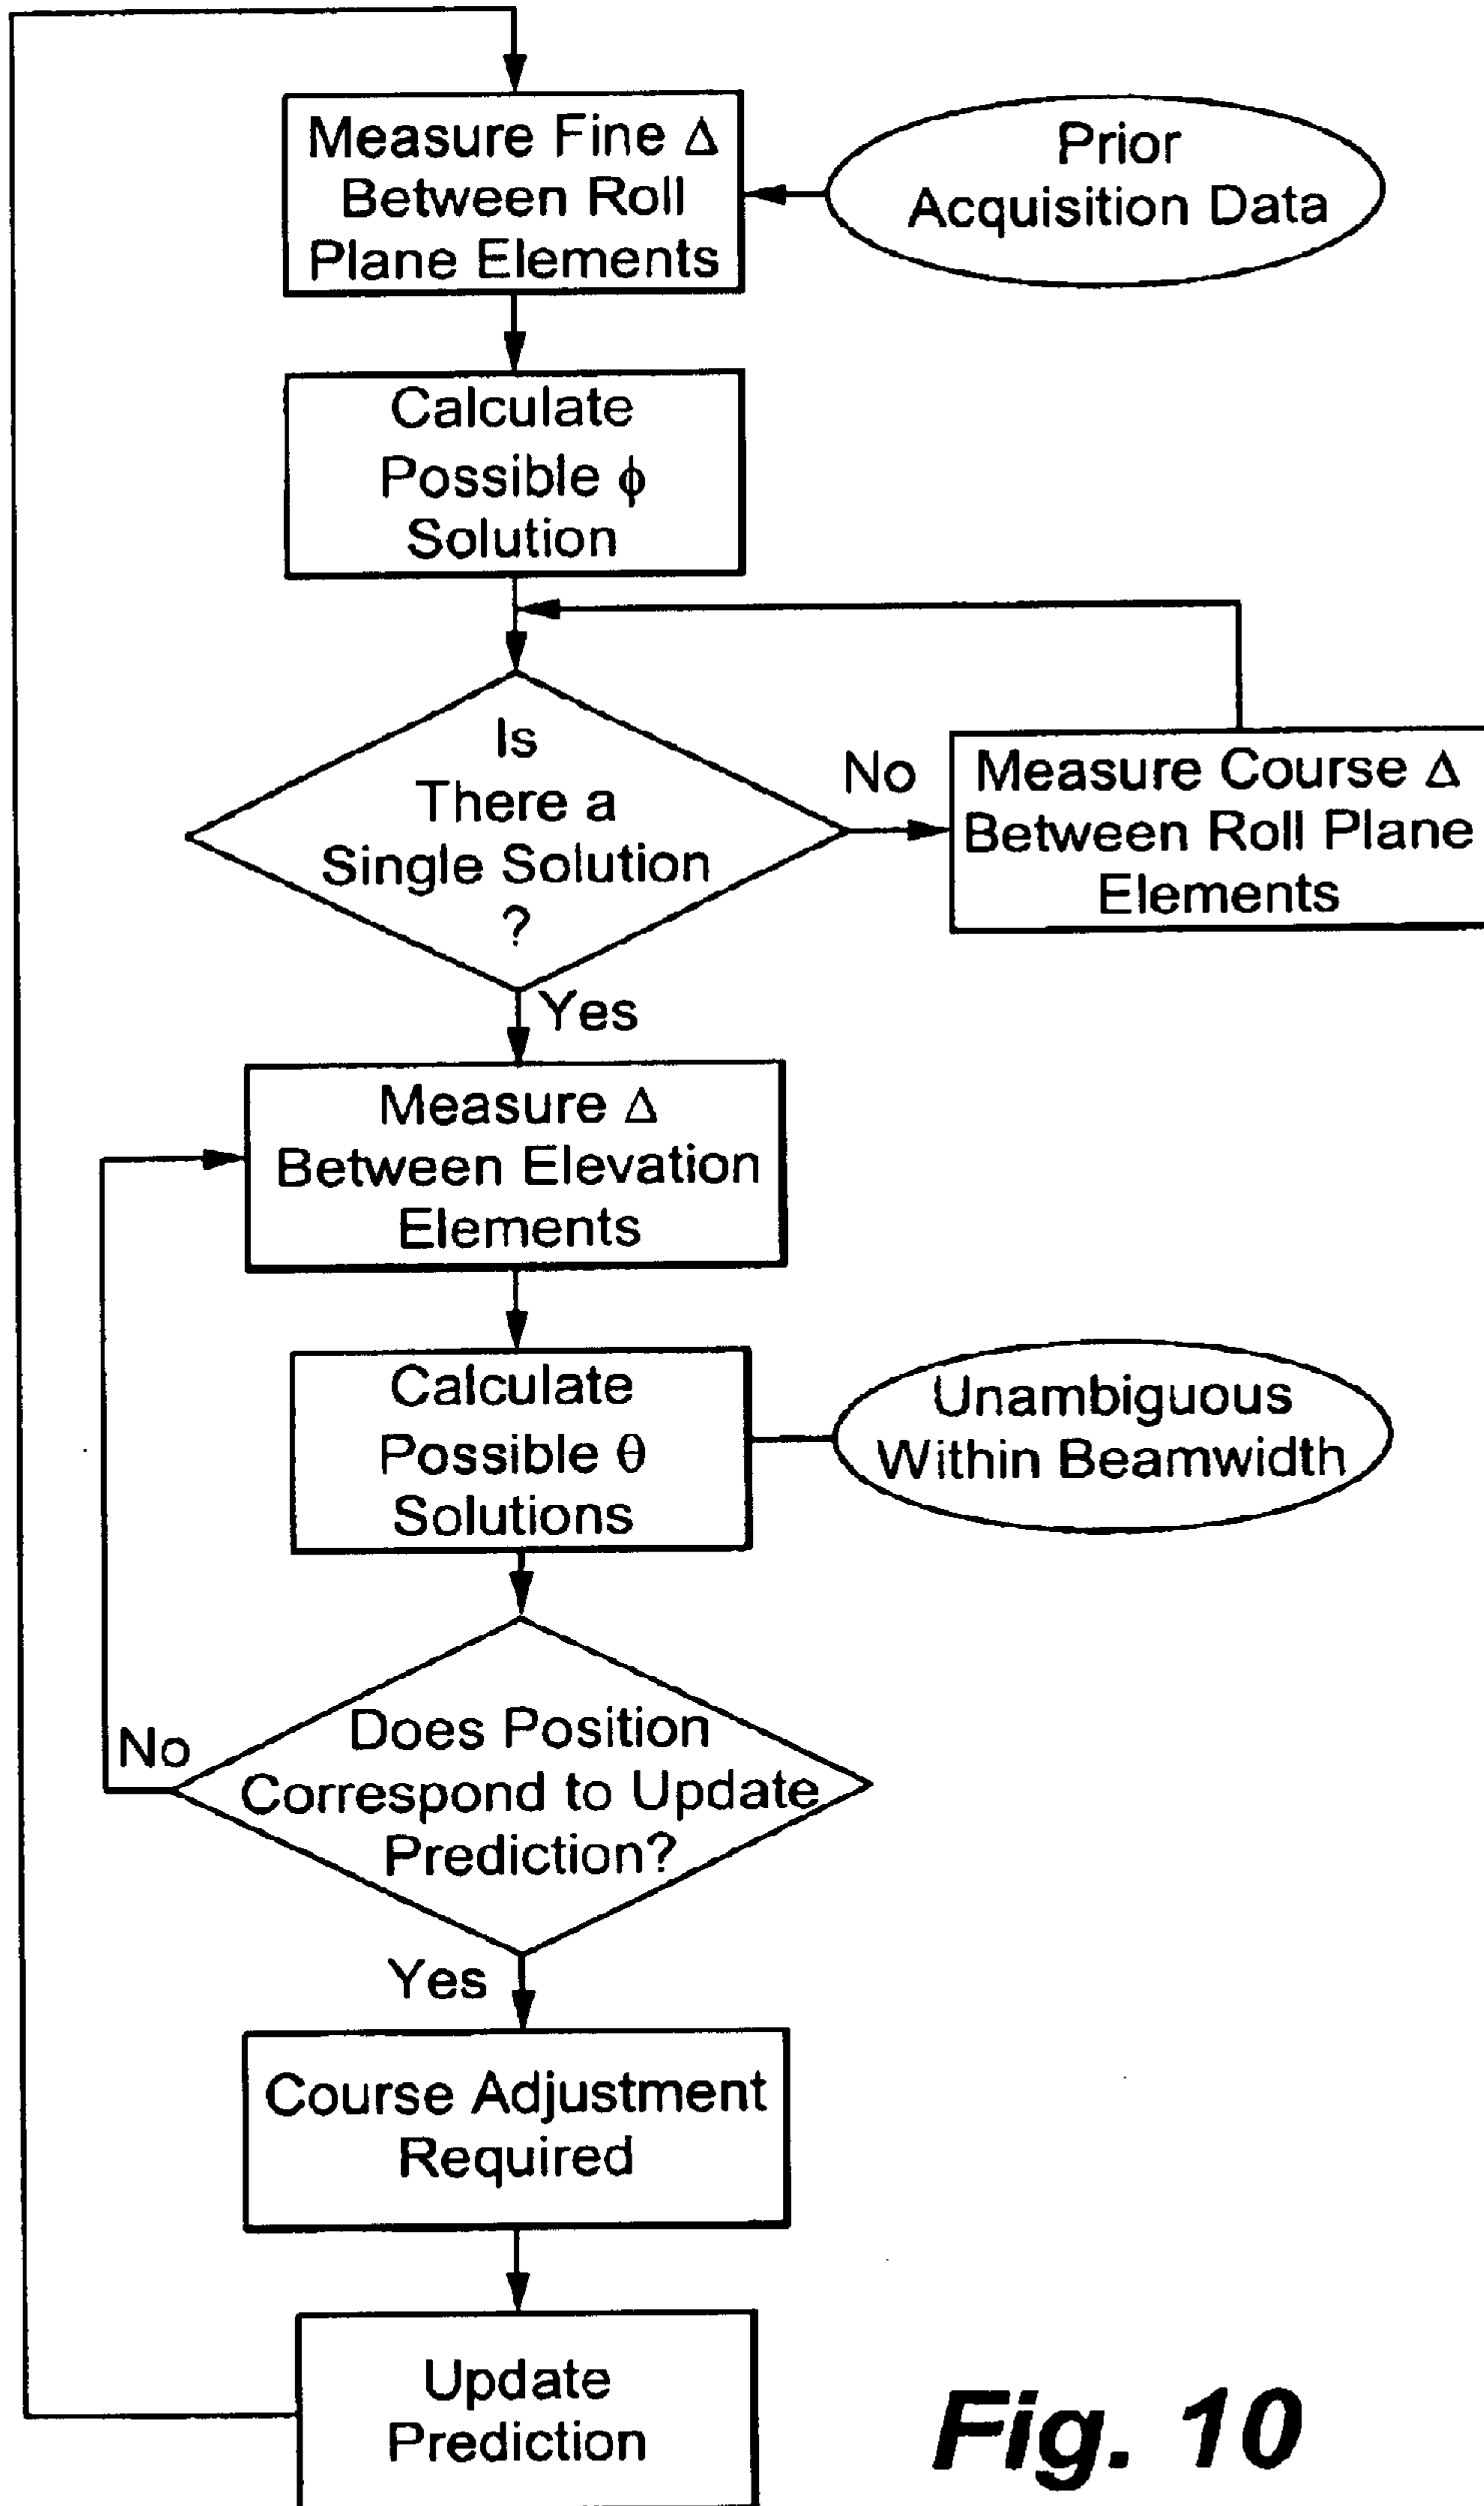 Measure Fine Δ
Between Roll
Plane Elements
Prior
Acquisition Data
Calculate
Possible ϕ
Solution
Is
There a
Single Solution
?
No
Measure Course Δ
Between Roll Plane
Elements
Yes
Measure Δ
Between Elevation
Elements
Calculate
Possible θ
Solutions
Unambiguous
Within Beamwidth
Does Position
Correspond to Update
Prediction?
No
Yes
Course Adjustment
Required
Update
Prediction
Fig. 10